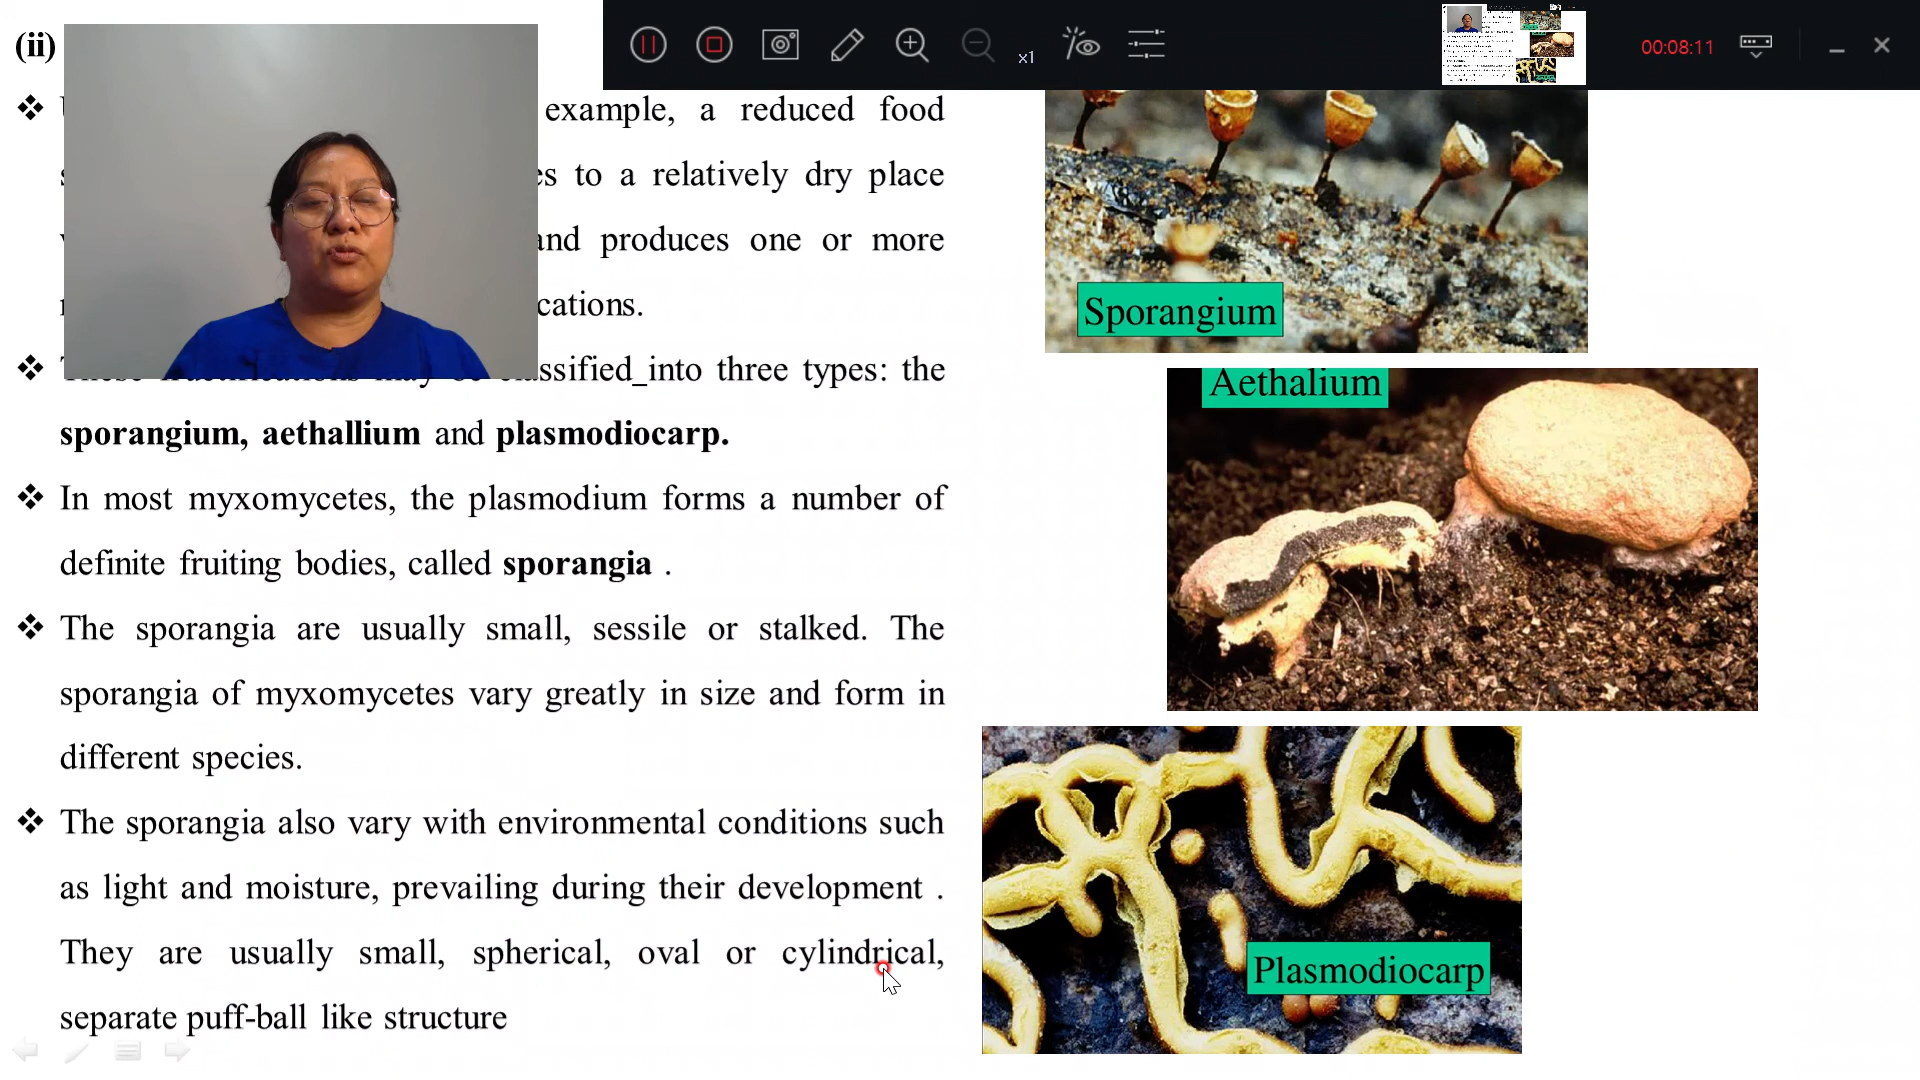 (ii)
x1
00:08:11
example, a reduced food
to a relatively dry place
and produces one or more
classified_into three types: the
sporangium, aethallium and plasmodiocarp.
In most myxomycetes, the plasmodium forms a number of
definite fruiting bodies, called sporangia .
The sporangia are usually small, sessile or stalked. The
sporangia of myxomycetes vary greatly in size and form in
different species.
The sporangia also vary with environmental conditions such
as light and moisture, prevailing during their development .
They are usually small, spherical, oval or cylindrical,
separate puff-ball like structure
Sporangium
Aethalium
Plasmodiocarp